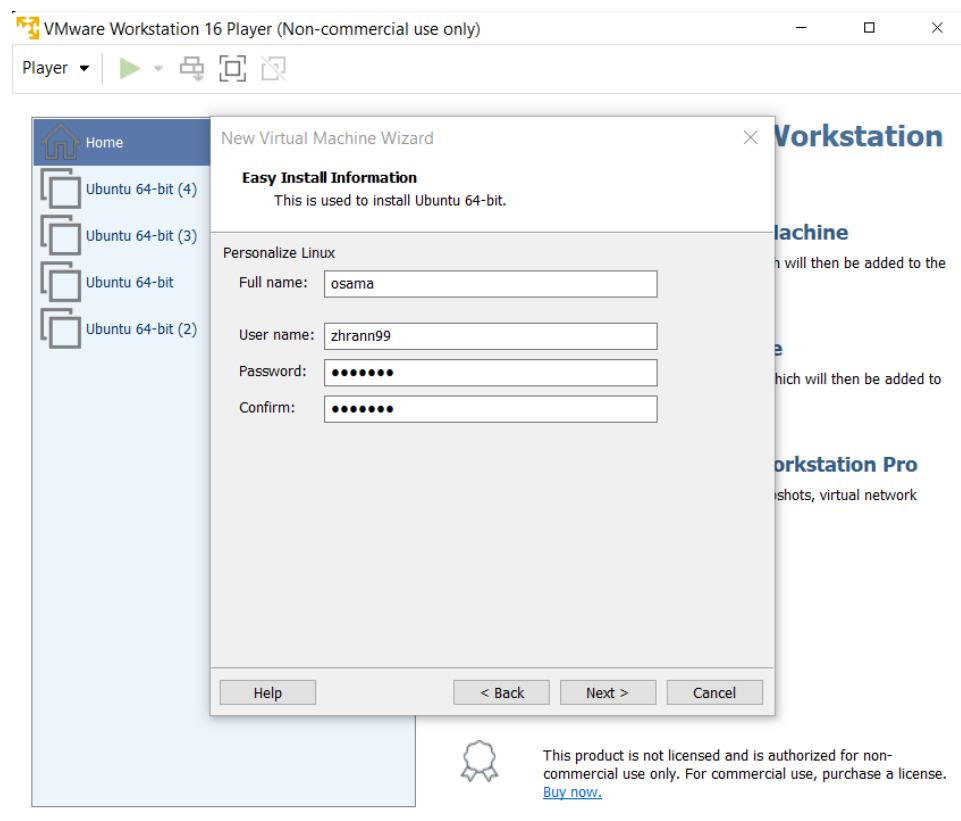 VMware Workstation 16 Player (Non-commercial use only)
Player
Home
Ubuntu 64-bit (4)
Ubuntu 64-bit (3)
Ubuntu 64-bit
Ubuntu 64-bit (2)
New Virtual Machine Wizard
Easy Install Information
This is used to install Ubuntu 64-bit.
Personalize Linux
Full name: osama
User name: zhrann99
Password: ●●●●●●●
Confirm: ●●●●●●●
Help < Back Next > Cancel
Workstation
achine
will then be added to the
hich will then be added to
orkstation Pro
shots, virtual network
This product is not licensed and is authorized for non-
commercial use only. For commercial use, purchase a license.
Buy now.